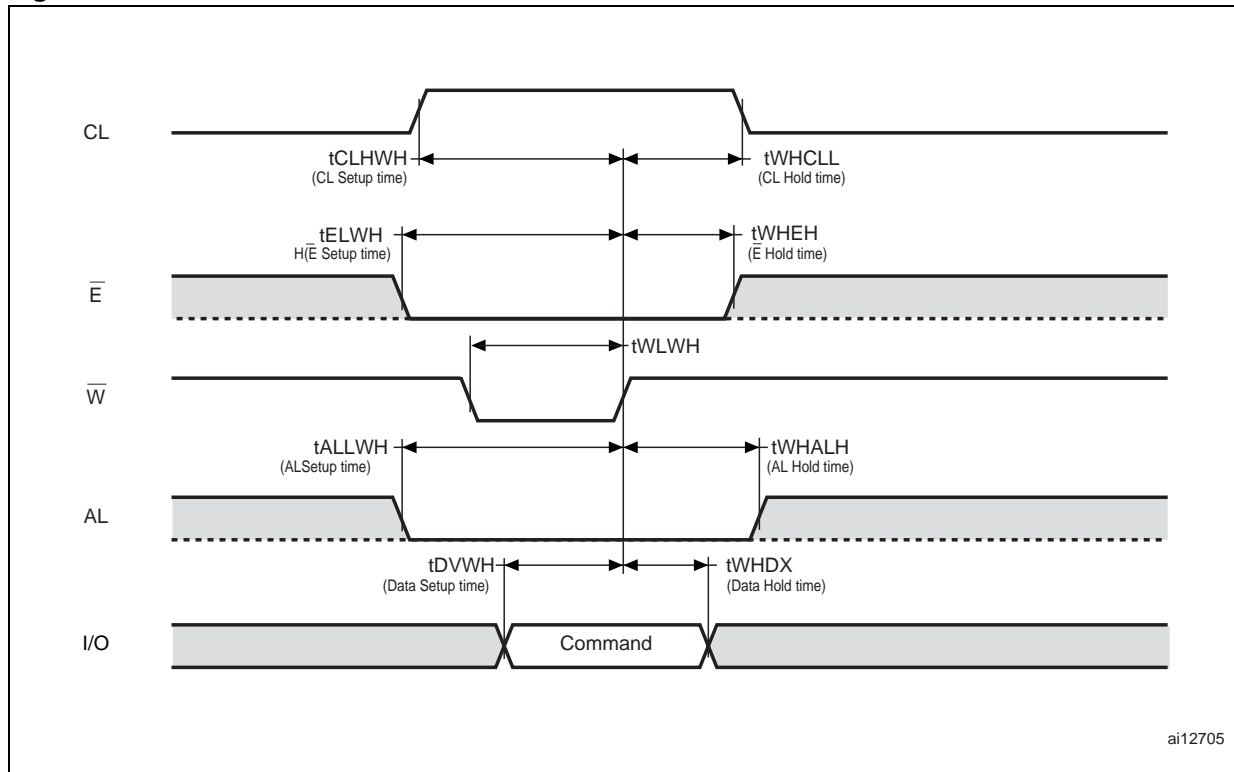 CL
tCLHWH
(CL Setup time)
tWHCLL
(CL Hold time)
tELWH
H(E̅ Setup time)
tWHEH
(E̅ Hold time)
E̅
tWLWH
W̅
tALLWH
(ALSetup time)
tWHALH
(AL Hold time)
AL
tDVWH
(Data Setup time)
tWHDX
(Data Hold time)
I/O
Command
ai12705